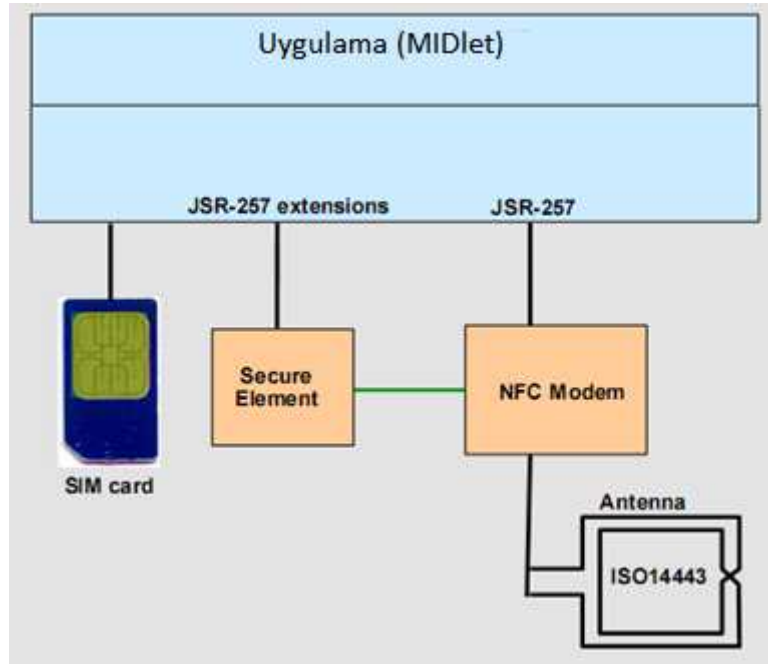 Uygulama (MIDlet)
JSR-257 extensions
JSR-257
Secure
Element
NFC Modem
SIM card
Antenna
ISO14443